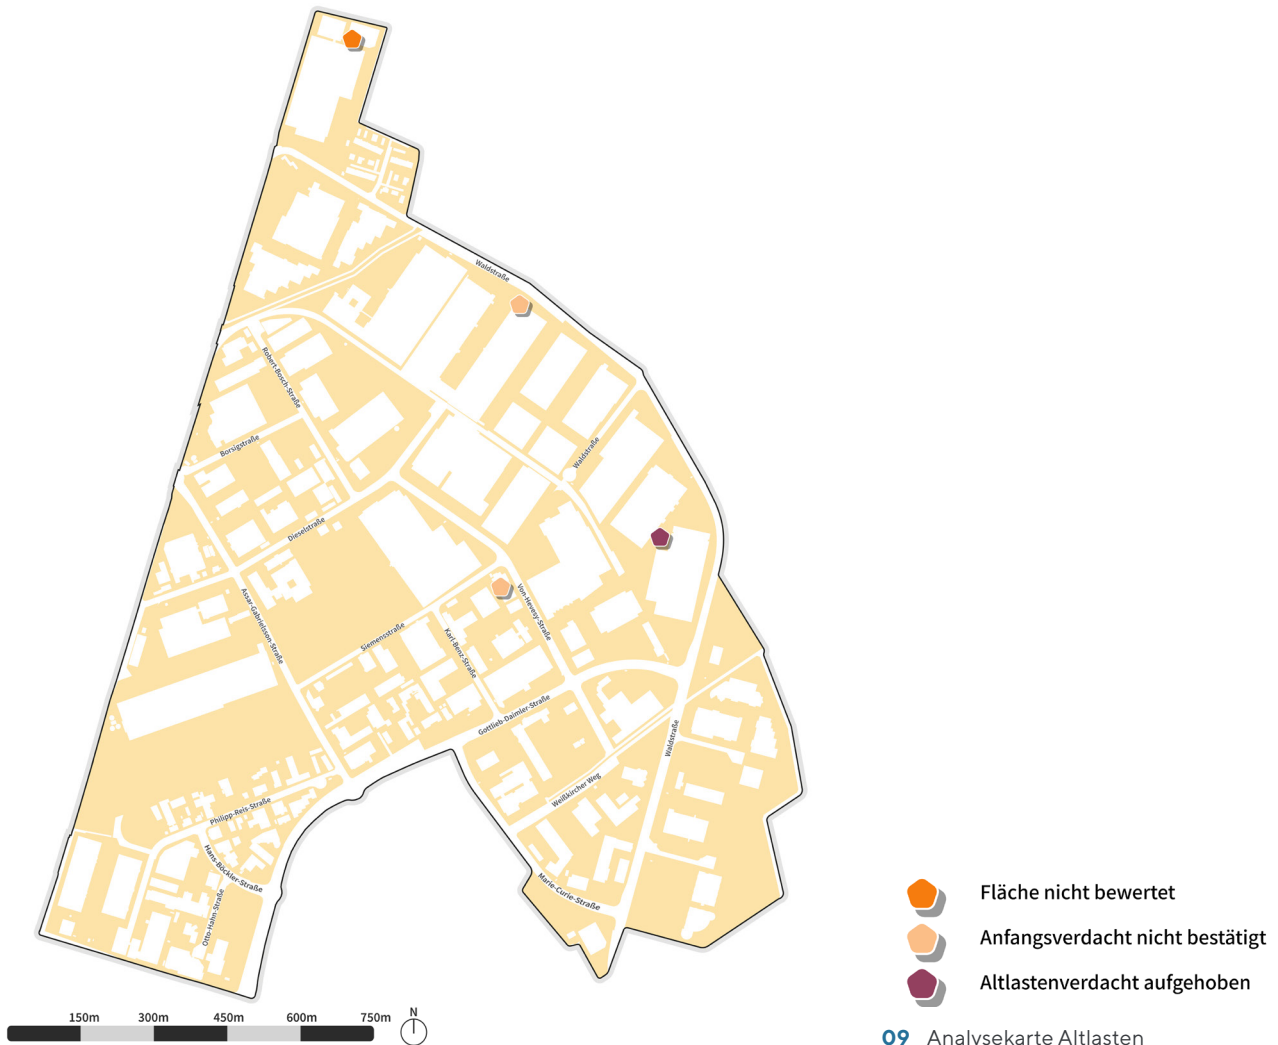 Waldstraße
Robert-Bosch-Straße
Borsigstraße
Waldstraße
Dieselstraße
Assar-Gabrielsson-Straße
Von-Hevesy-Straße
Siemensstraße
Karl-Benz-Straße
Gottlieb-Daimler-Straße
Waldstraße
Weißkircher Weg
Philipp-Reis-Straße
Hans-Böckler-Straße
Marie-Curie-Straße
Otto-Hahn-Straße
Fläche nicht bewertet
Anfangsverdacht nicht bestätigt
Altlastenverdacht aufgehoben
150m 300m 450m 600m 750m N
09 Analysekarte Altlasten